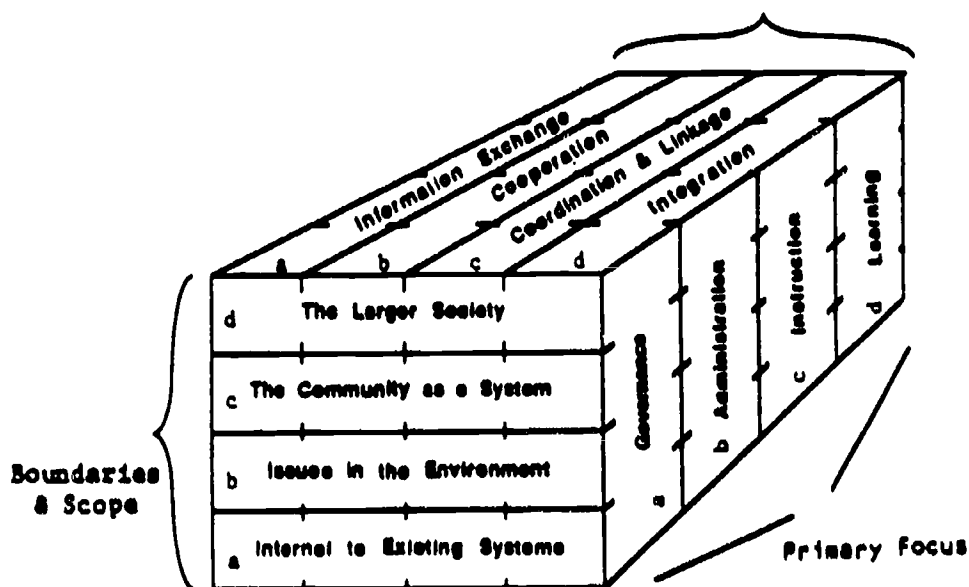 Information Exchange
Cooperation
Coordination & Linkage
Integration
a
b
c
d
d The Larger Society
c The Community as a System
b Issues in the Environment
a Internal to Existing Systems
Boundaries
& Scope
Governance
a
Administration
b
Instruction
c
Learning
d
Primary Focus